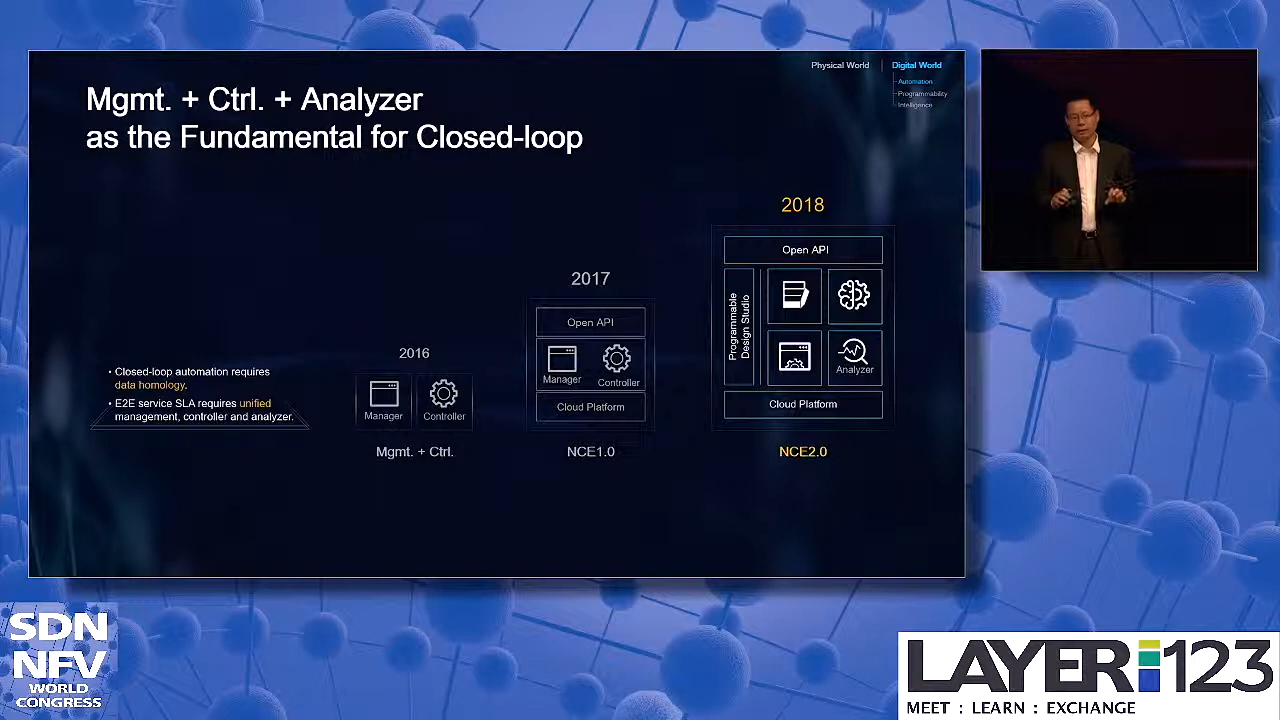 Physical World
Digital World
Automation
Programmability
Intelligence
Mgmt. + Ctrl. + Analyzer
as the Fundamental for Closed-loop
• Closed-loop automation requires
data homology.
• E2E service SLA requires unified
management, controller and analyzer.
2016
Manager
Controller
Mgmt. + Ctrl.
2017
Open API
Manager
Controller
Cloud Platform
NCE1.0
2018
Open API
Programmable
Design Studio
Analyzer
Cloud Platform
NCE2.0
SDN
NFV
WORLD
CONGRESS
LAYER 123
MEET : LEARN : EXCHANGE